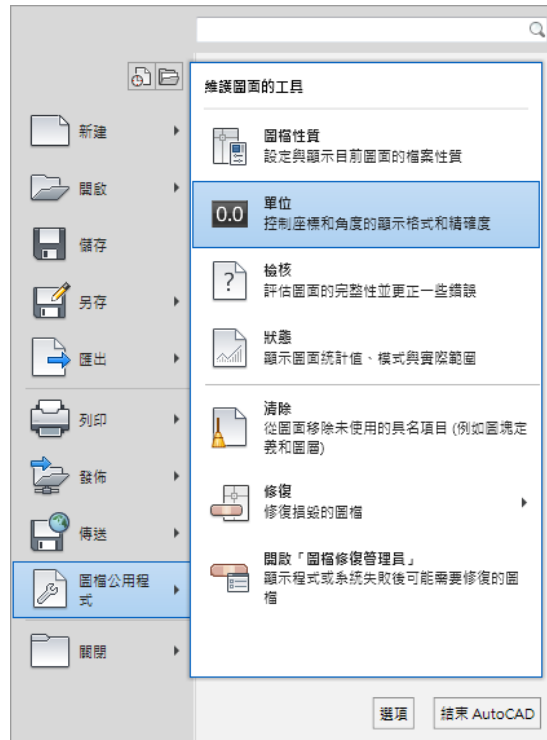 新建
開啟
儲存
另存
匯出
列印
發佈
傳送
圖檔公用程
式
關閉
維護圖面的工具
圖檔性質
設定與顯示目前圖面的檔案性質
0.0
單位
控制座標和角度的顯示格式和精確度
?
檢核
評估圖面的完整性並更正一些錯誤
狀態
顯示圖面統計值、模式與實際範圍
清除
從圖面移除未使用的具名項目 (例如圖塊定
義和圖層)
修復
修復損毀的圖檔
開啟「圖檔修復管理員」
顯示程式或系統失敗後可能需要修復的圖
檔
選項
結束 AutoCAD